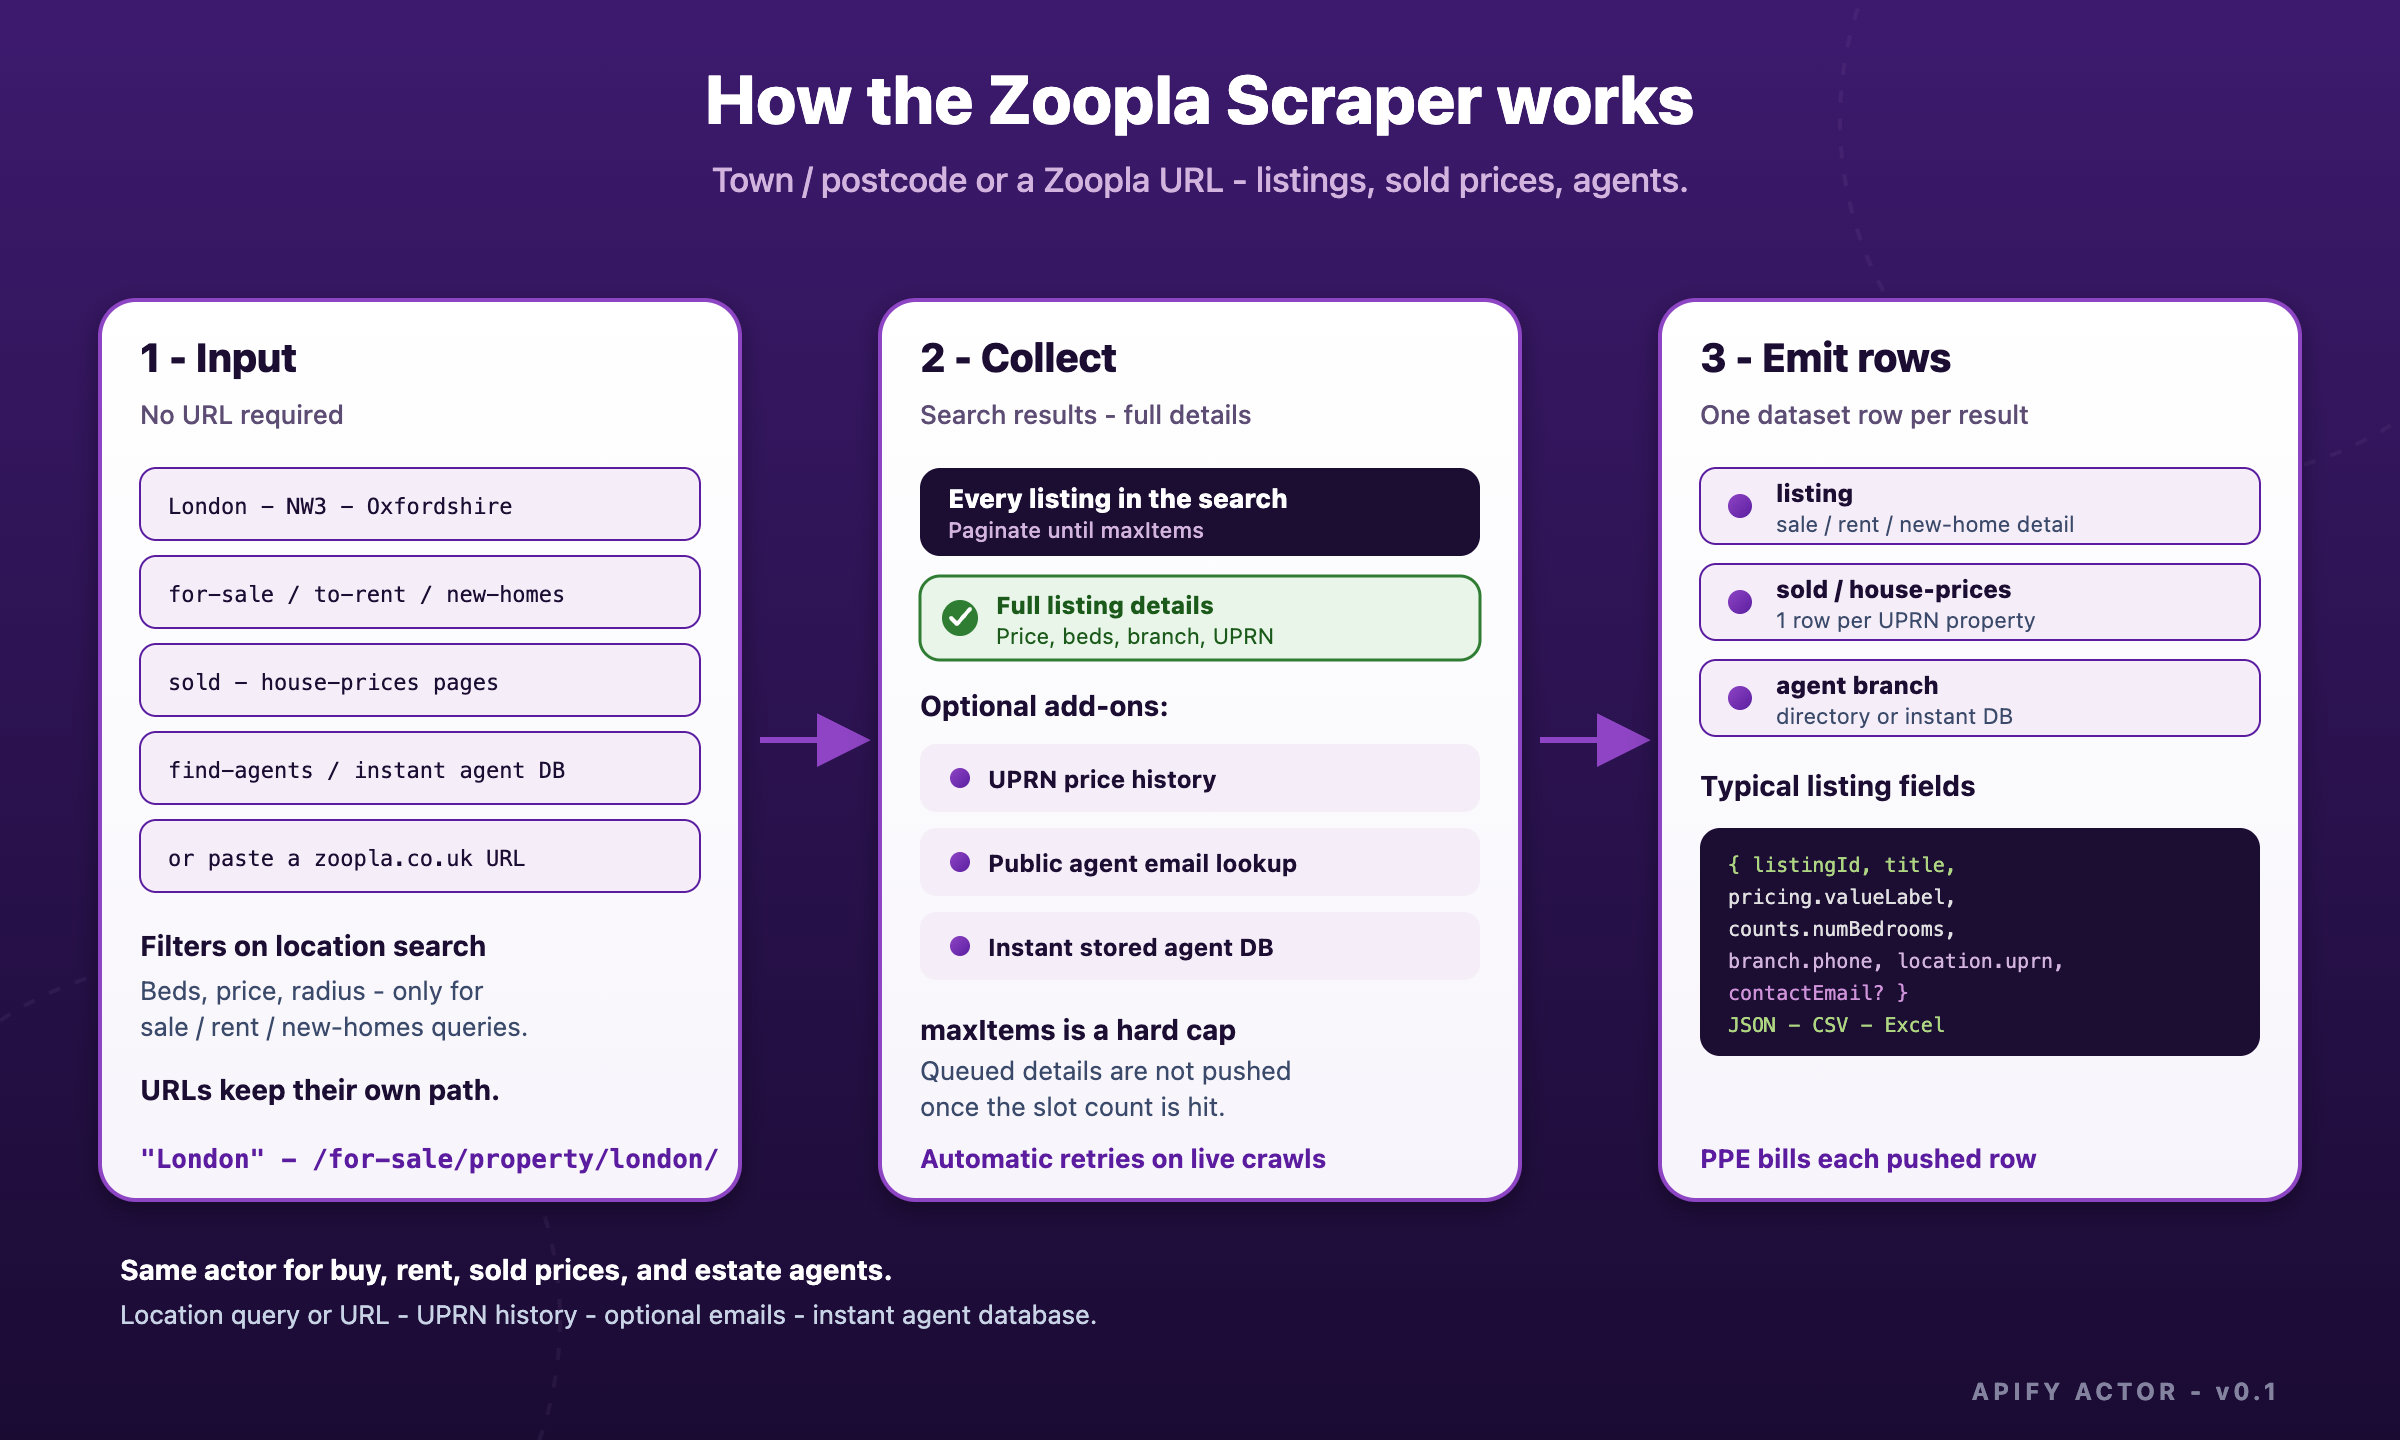 How the Zoopla Scraper works
Town / postcode or a Zoopla URL - listings, sold prices, agents.
1 - Input
No URL required
London – NW3 – Oxfordshire
for-sale / to-rent / new-homes
sold – house-prices pages
find-agents / instant agent DB
or paste a zoopla.co.uk URL
Filters on location search
Beds, price, radius - only for
sale / rent / new-homes queries.
URLs keep their own path.
"London" – /for-sale/property/london/
2 - Collect
Search results - full details
Every listing in the search
Paginate until maxItems
Full listing details
Price, beds, branch, UPRN
Optional add-ons:
UPRN price history
Public agent email lookup
Instant stored agent DB
maxItems is a hard cap
Queued details are not pushed
once the slot count is hit.
Automatic retries on live crawls
3 - Emit rows
One dataset row per result
listing
sale / rent / new-home detail
sold / house-prices
1 row per UPRN property
agent branch
directory or instant DB
Typical listing fields
{ listingId, title,
pricing.valueLabel,
counts.numBedrooms,
branch.phone, location.uprn,
contactEmail? }
JSON – CSV – Excel
PPE bills each pushed row
Same actor for buy, rent, sold prices, and estate agents.
Location query or URL - UPRN history - optional emails - instant agent database.
APIFY ACTOR - v0.1